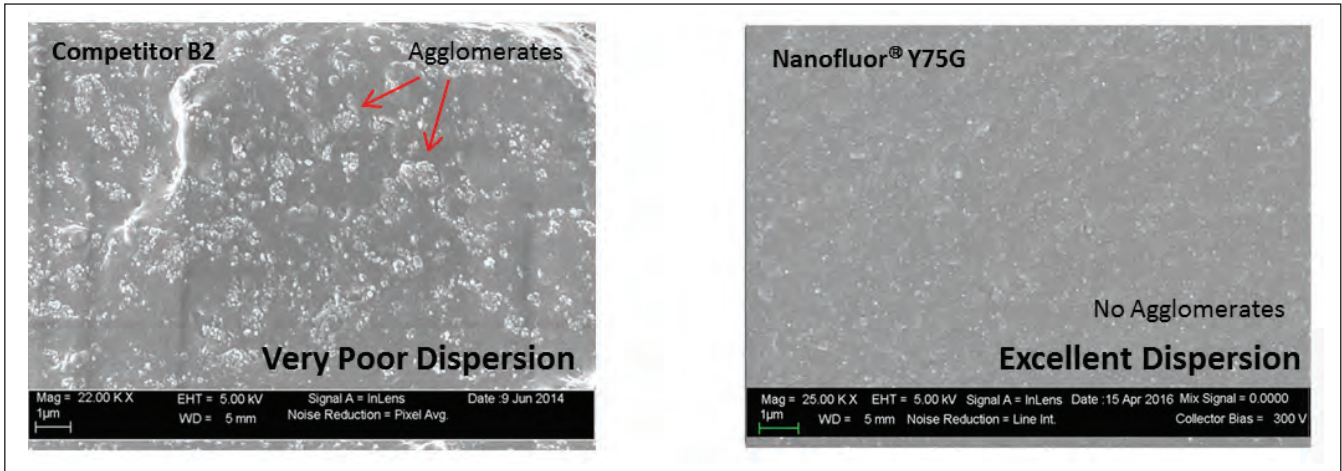 Competitor B2
Agglomerates
Very Poor Dispersion
Mag = 22.00 K X EHT = 5.00 kV Signal A = InLens Date :9 Jun 2014
1µm WD = 5 mm Noise Reduction = Pixel Avg.
Nanofluor® Y75G
No Agglomerates
Excellent Dispersion
Mag = 25.00 K X EHT = 5.00 kV Signal A = InLens Date :15 Apr 2016 Mix Signal = 0.0000
1µm WD = 5 mm Noise Reduction = Line Int. Collector Bias = 300 V